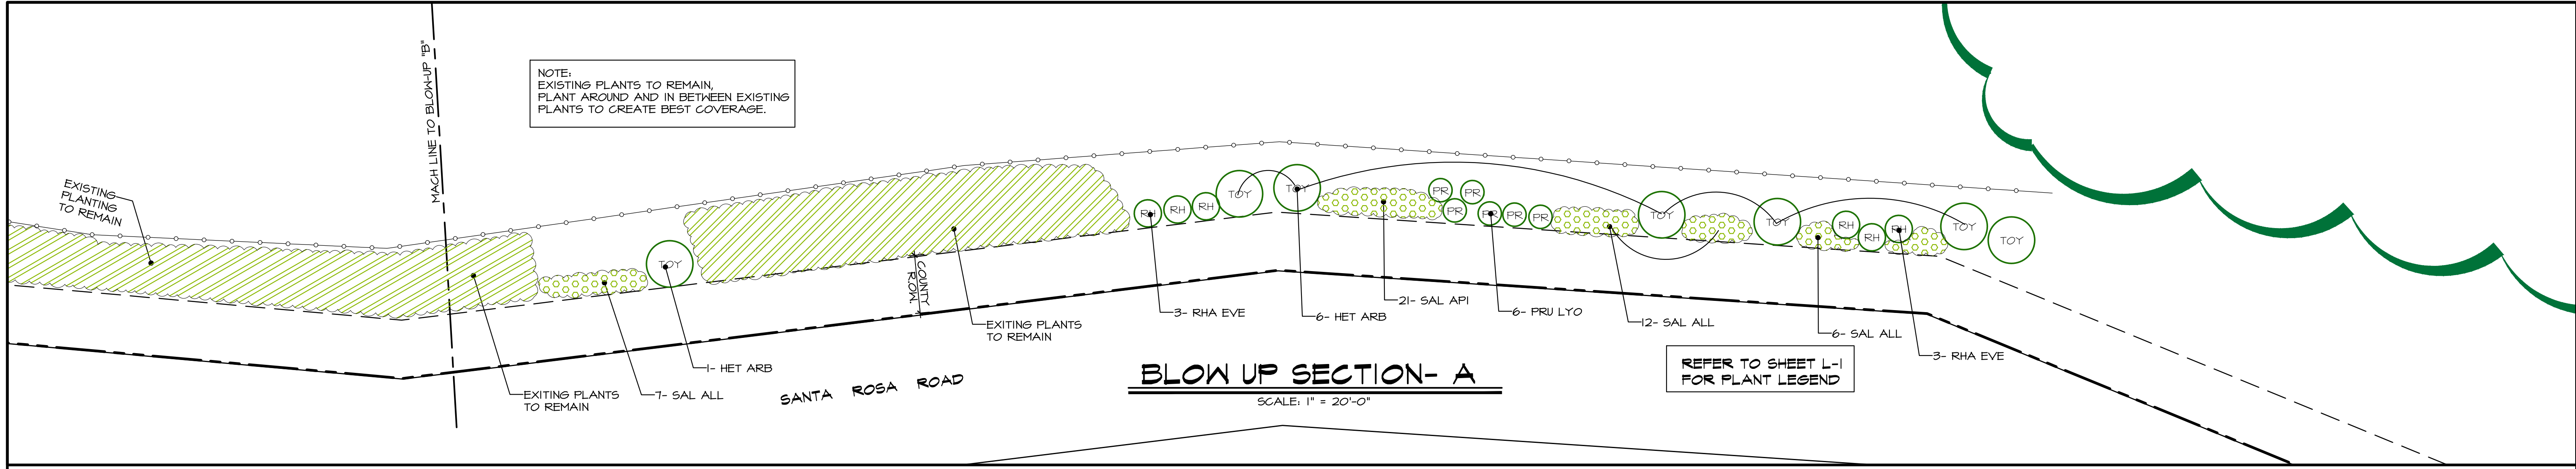 MACH LINE TO BLOW-UP "B"
NOTE:
EXISTING PLANTS TO REMAIN,
PLANT AROUND AND IN BETWEEN EXISTING
PLANTS TO CREATE BEST COVERAGE.
EXISTING
PLANTING
TO REMAIN
TOY
COUNTY
R.O.W.
RH
RH
RH
TOY
TOY
PR
PR
PR
PR
PR
PR
TOY
TOY
RH
RH
RH
TOY
TOY
EXITING PLANTS
TO REMAIN
7- SAL ALL
1- HET ARB
EXITING PLANTS
TO REMAIN
3- RHA EVE
6- HET ARB
21- SAL API
6- PRU LYO
12- SAL ALL
6- SAL ALL
3- RHA EVE
SANTA ROSA ROAD
BLOW UP SECTION- A
SCALE: 1" = 20'-0"
REFER TO SHEET L-1
FOR PLANT LEGEND